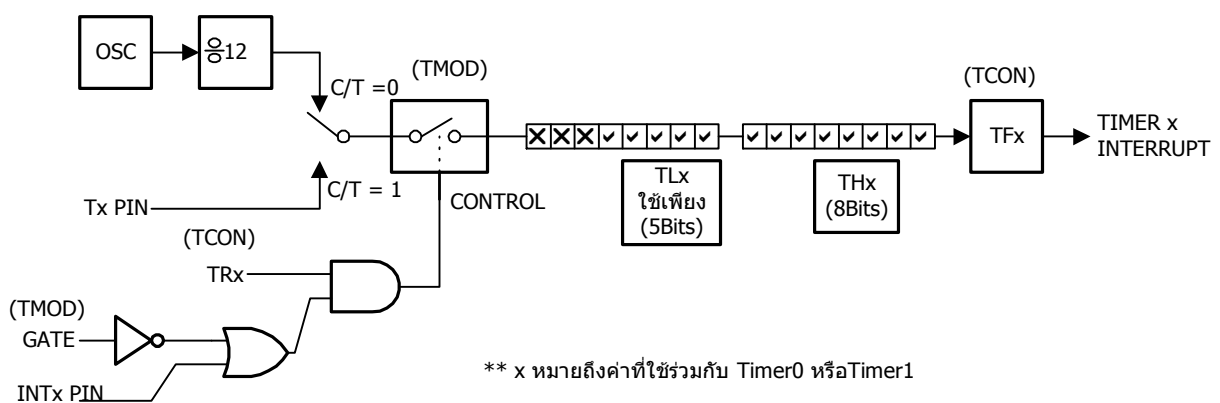 OSC
÷12
(TMOD)
(TCON)
C/T =0
TFx
TIMER x
INTERRUPT
C/T = 1
TLx
ใช้เพียง
(5Bits)
THx
(8Bits)
Tx PIN
CONTROL
(TCON)
TRx
(TMOD)
GATE
INTx PIN
** x หมายถึงค่าที่ใช้ร่วมกับ Timer0 หรือTimer1